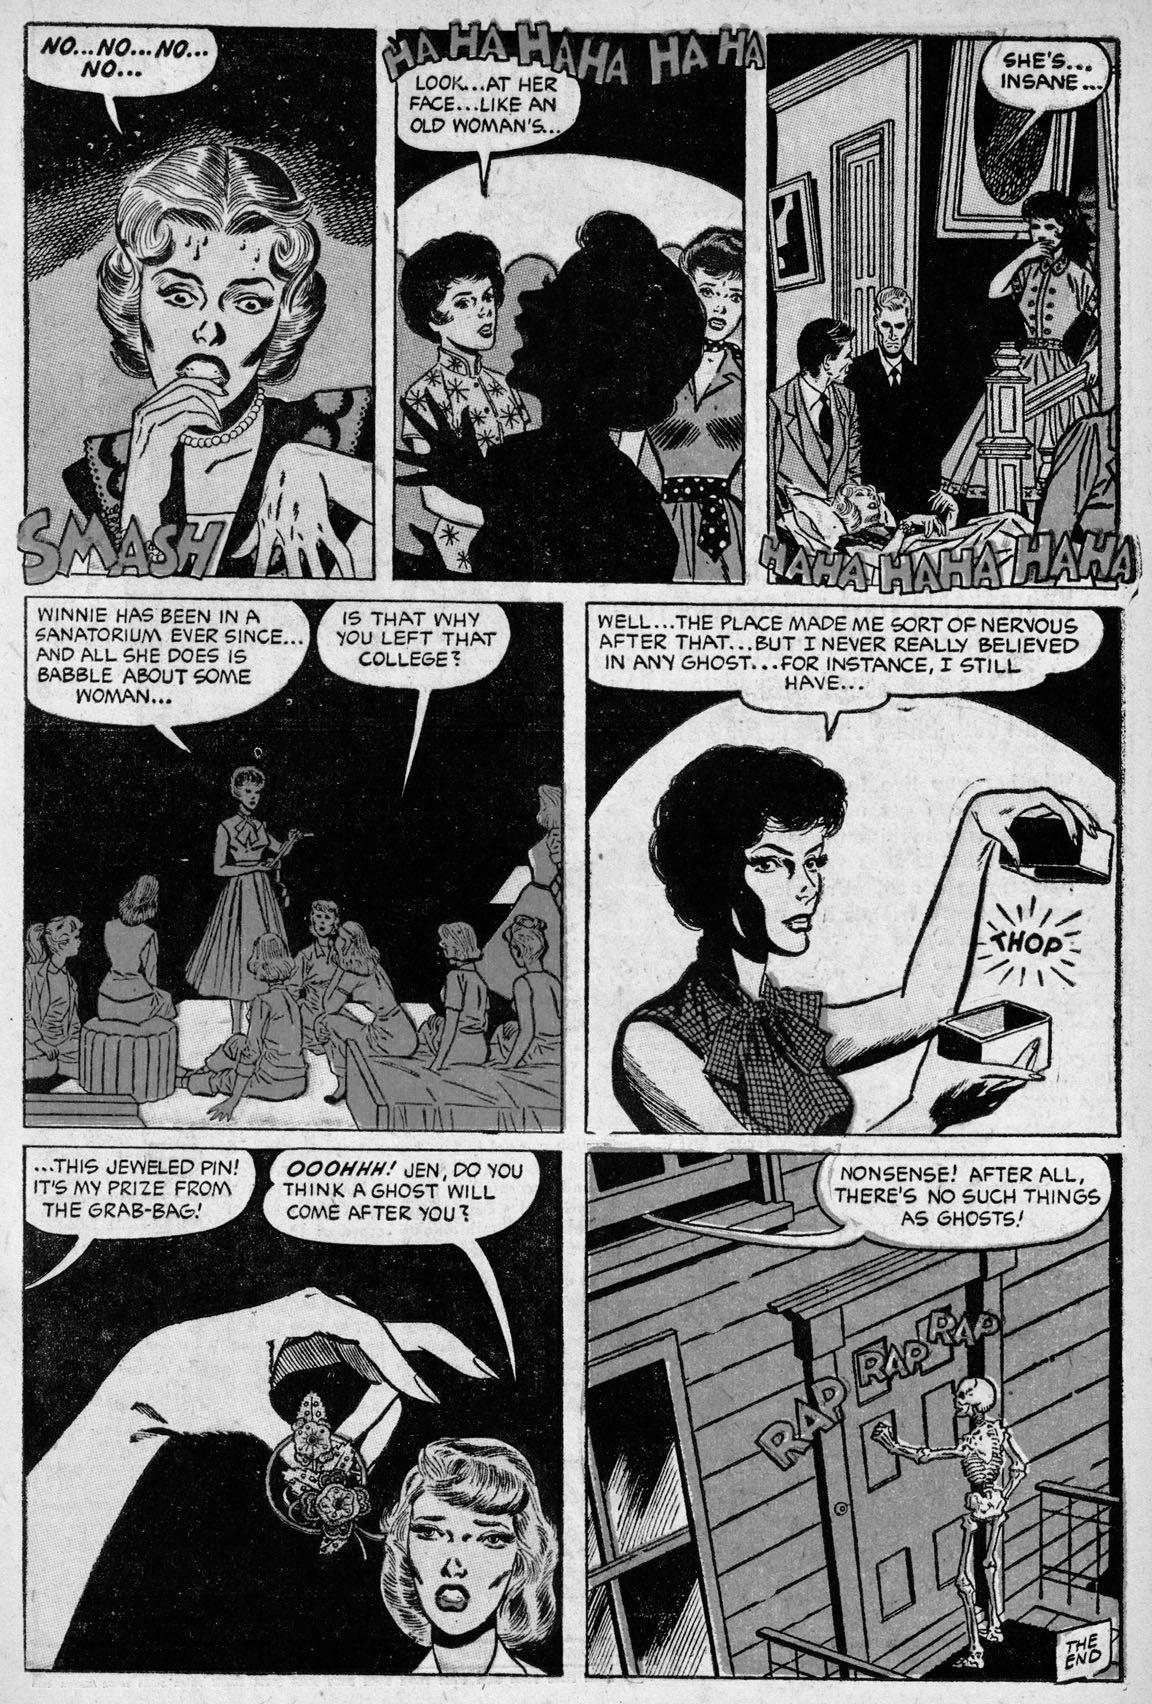 NO...NO...NO...
NO...
SMASH
HA HA HAHA HA HA
LOOK...AT HER
FACE...LIKE AN
OLD WOMAN'S...
SHE'S...
INSANE...
HAHA HAHA HAHA
WINNIE HAS BEEN IN A
SANATORIUM EVER SINCE...
AND ALL SHE DOES IS
BABBLE ABOUT SOME
WOMAN...
IS THAT WHY
YOU LEFT THAT
COLLEGE?
WELL...THE PLACE MADE ME SORT OF NERVOUS
AFTER THAT...BUT I NEVER REALLY BELIEVED
IN ANY GHOST...FOR INSTANCE, I STILL
HAVE...
THOP
...THIS JEWELED PIN!
IT'S MY PRIZE FROM
THE GRAB-BAG!
OOOHHH! JEN, DO YOU
THINK A GHOST WILL
COME AFTER YOU?
NONSENSE! AFTER ALL,
THERE'S NO SUCH THINGS
AS GHOSTS!
RAP RAP RAP
THE
END